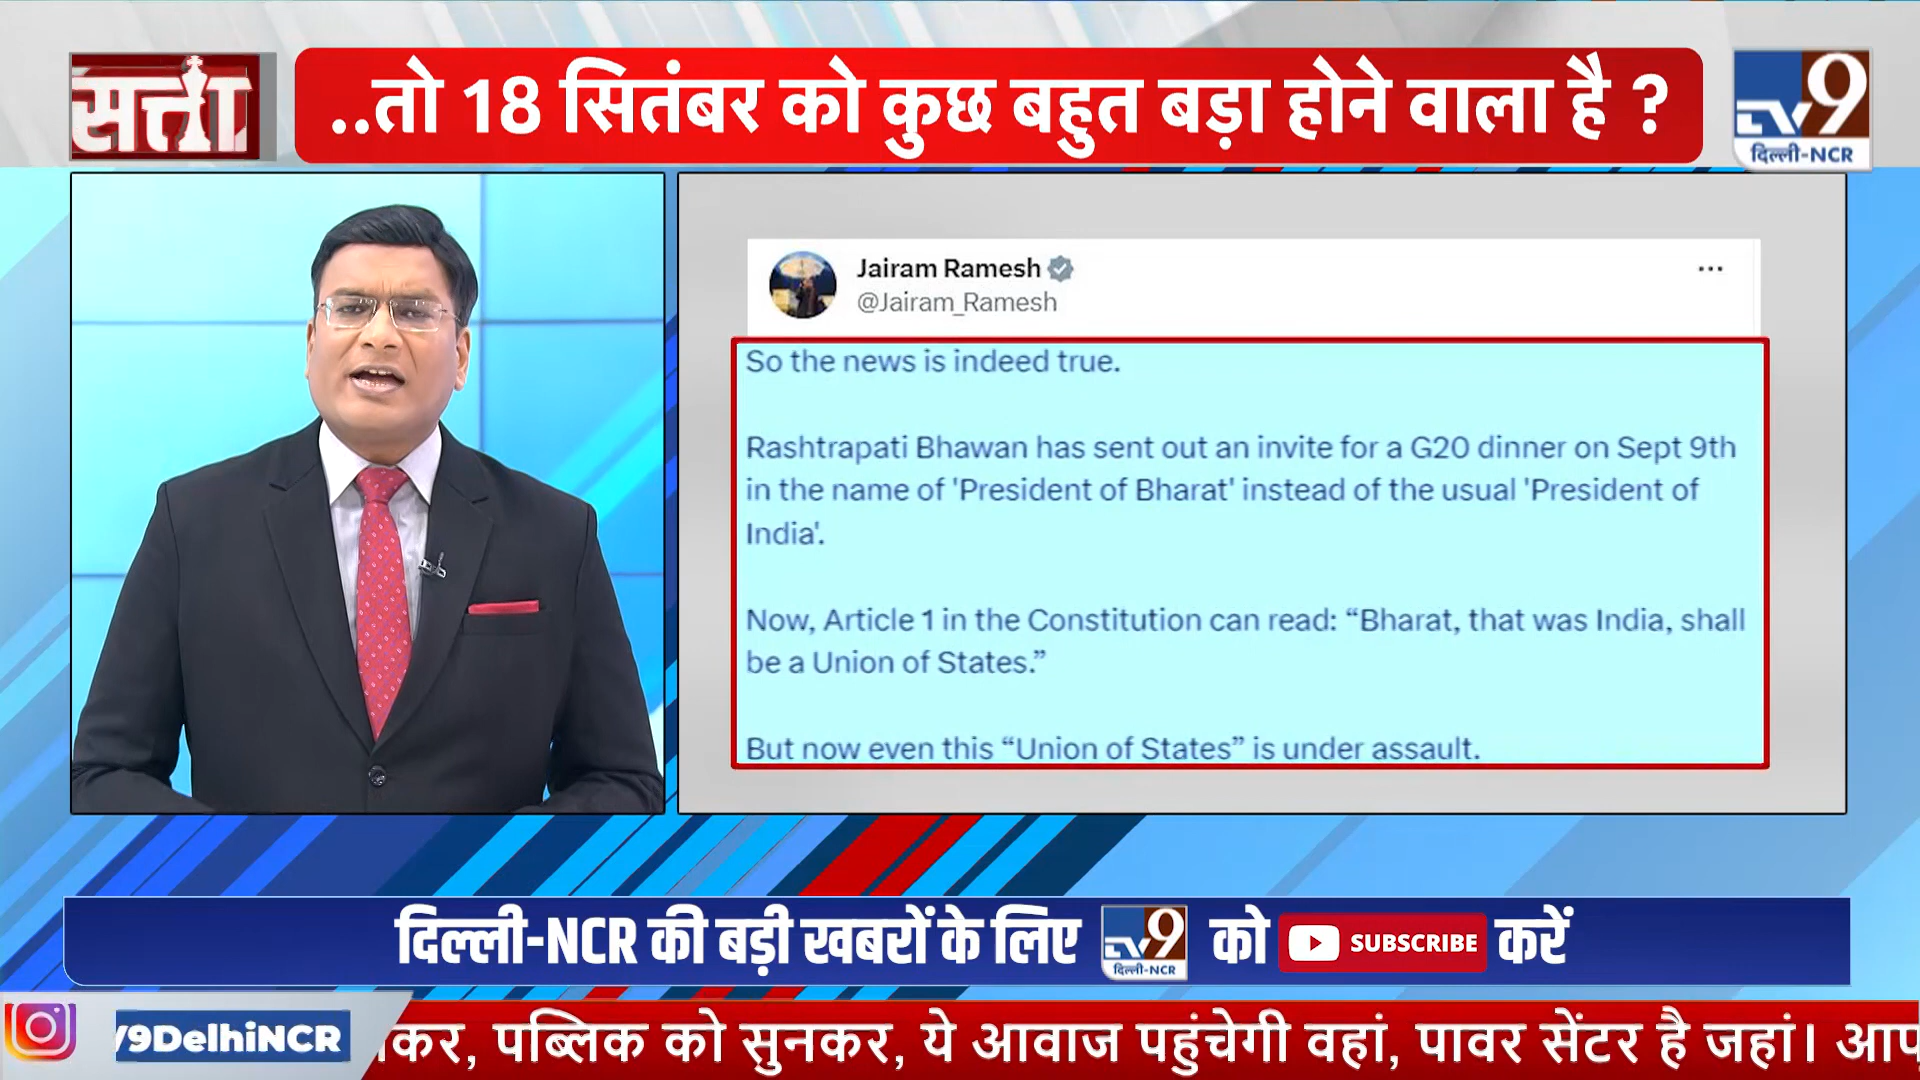 सत्ता
..तो 18 सितंबर को कुछ बहुत बड़ा होने वाला है ?
TV9
दिल्ली-NCR
Jairam Ramesh
@Jairam_Ramesh
So the news is indeed true.
Rashtrapati Bhawan has sent out an invite for a G20 dinner on Sept 9th
in the name of 'President of Bharat' instead of the usual 'President of
India'.
Now, Article 1 in the Constitution can read: “Bharat, that was India, shall
be a Union of States.”
But now even this “Union of States” is under assault.
दिल्ली-NCR की बड़ी खबरों के लिए TV9 दिल्ली-NCR को SUBSCRIBE करें
V9DelhiNCR
कर, पब्लिक को सुनकर, ये आवाज पहुंचेगी वहां, पावर सेंटर है जहां। आप